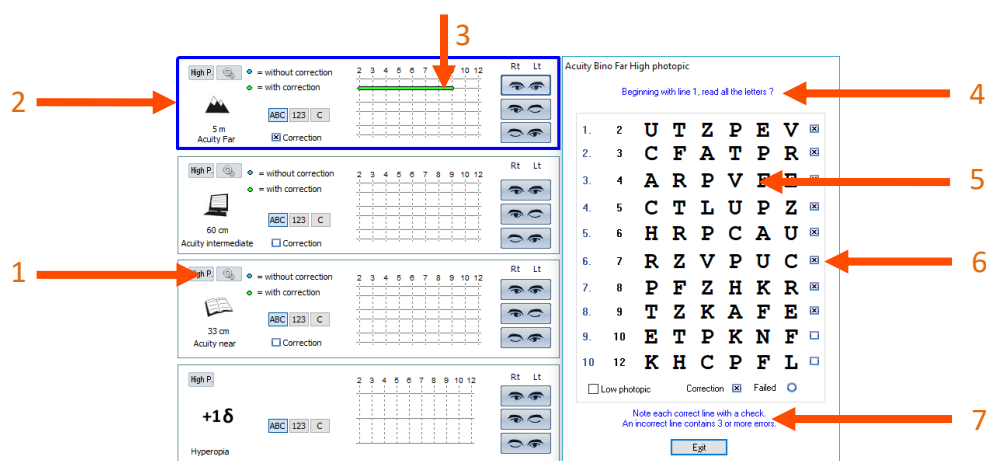 3
High P. = without correction
= with correction
2 3 4 5 6 7 8 9 10 12
Rt Lt
2
5 m
Acuity Far
ABC 123 C
Correction
High P. = without correction
= with correction
2 3 4 5 6 7 8 9 10 12
Rt Lt
60 cm
Acuity intermediate
ABC 123 C
Correction
1
High P. = without correction
= with correction
2 3 4 5 6 7 8 9 10 12
Rt Lt
33 cm
Acuity near
ABC 123 C
Correction
High P.
2 3 4 5 6 7 8 9 10 12
Rt Lt
+1δ
ABC 123 C
Hyperopia
Acuity Bino Far High photopic
Beginning with line 1, read all the letters ?
4
1. 2 U T Z P E V
2. 3 C F A T P R
3. 4 A R P V
5
4. 5 C T L U P Z
5. 6 H R P C A U
6. 7 R Z V P U C
6
7. 8 P F Z H K R
8. 9 T Z K A F E
9. 10 E T P K N F
10 12 K H C P F L
Low photopic Correction Failed
Note each correct line with a check.
An incorrect line contains 3 or more errors.
7
Exit